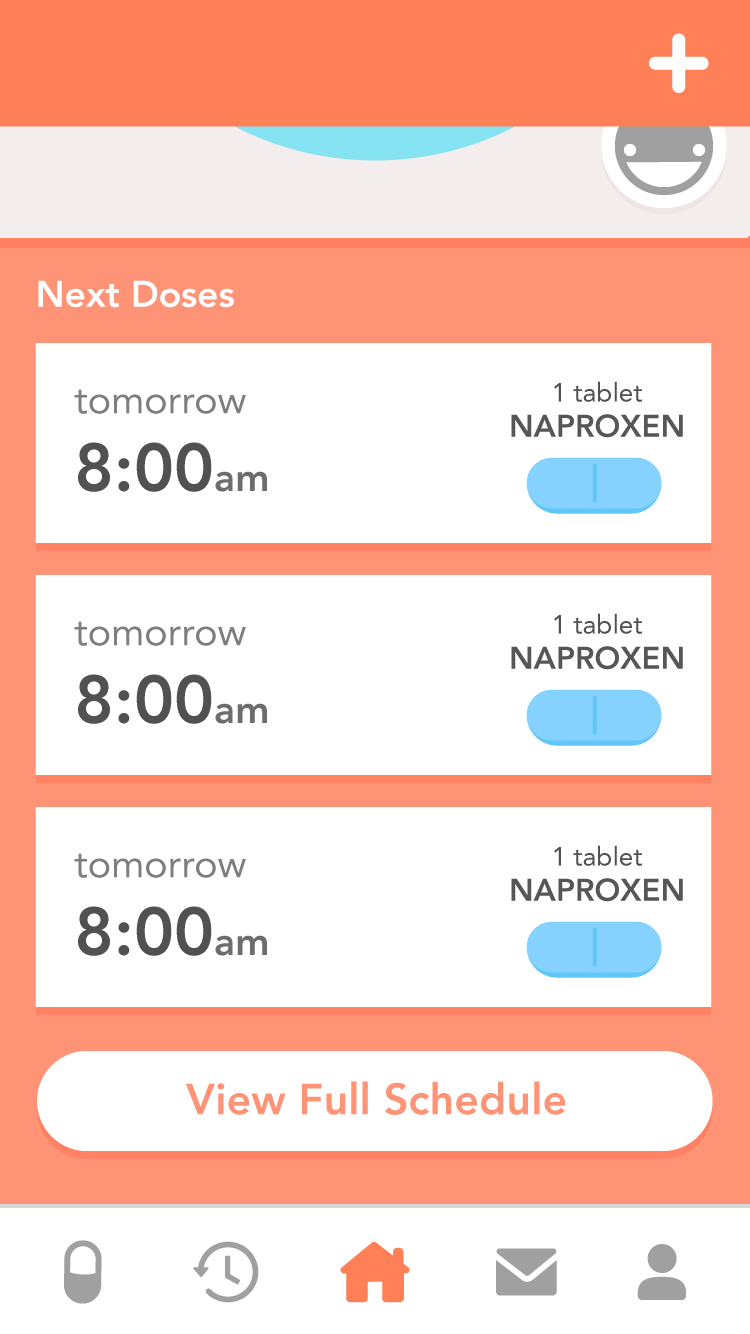 Next Doses
tomorrow
8:00am
1 tablet
NAPROXEN
tomorrow
8:00am
1 tablet
NAPROXEN
tomorrow
8:00am
1 tablet
NAPROXEN
View Full Schedule